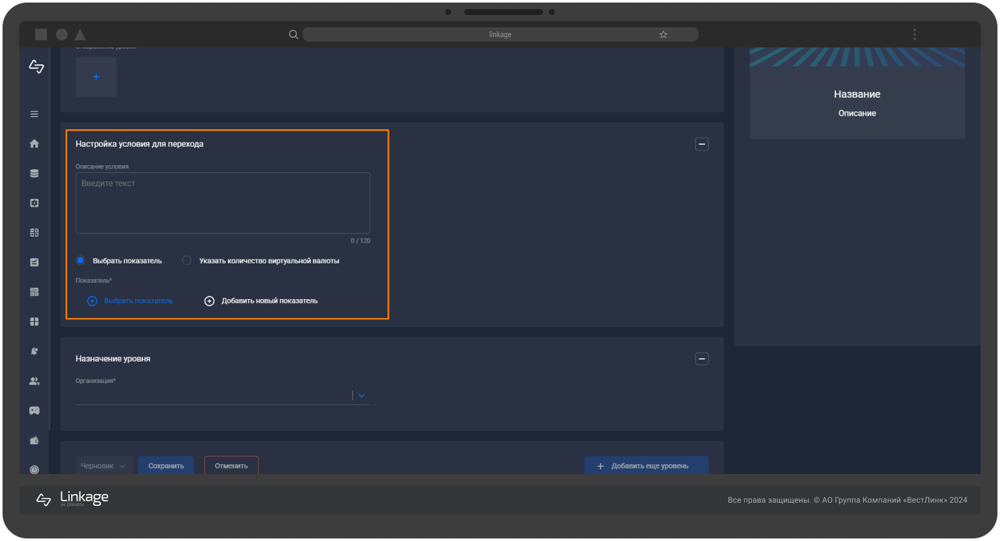 linkage
Отображение уровня
+
Название
Описание
Настройка условия для перехода
Описание условия
Введите текст
0 / 120
Выбрать показатель
Указать количество виртуальной валюты
Показатель*
Выбрать показатель
Добавить новый показатель
Назначение уровня
Организация*
Черновик
Сохранить
Отменить
+ Добавить еще уровень
Linkage
AI DRIVEN
Все права защищены. © АО Группа Компаний «ВестЛинк» 2024